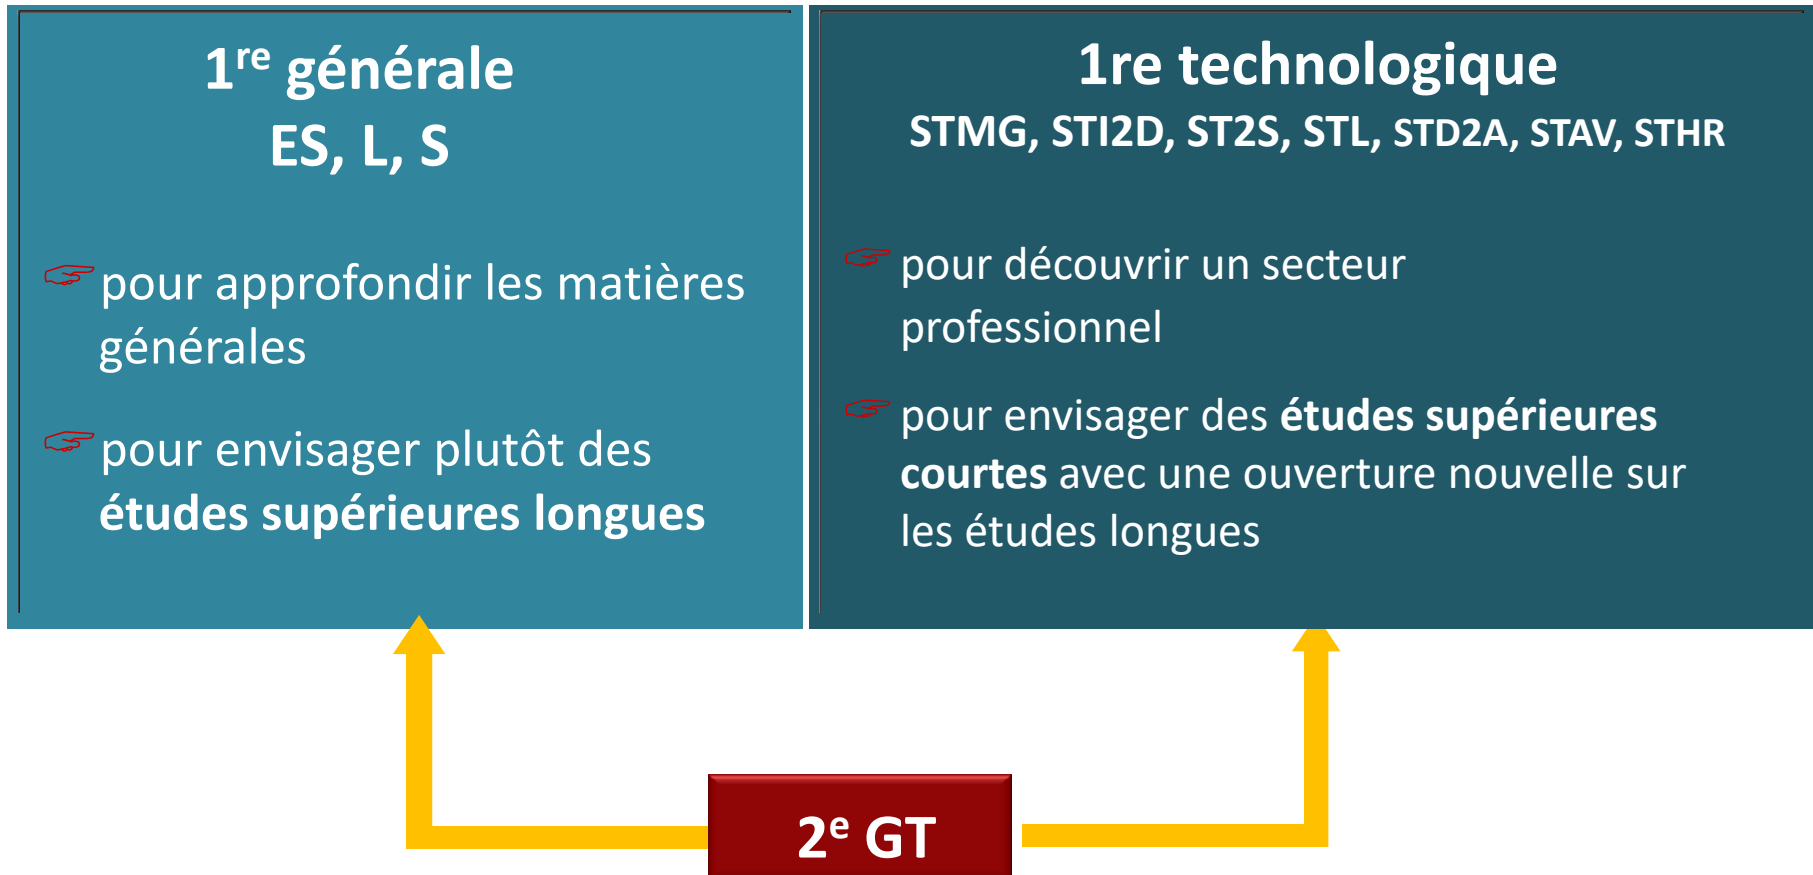 1re générale
ES, L, S
pour approfondir les matières
générales
pour envisager plutôt des
études supérieures longues
1re technologique
STMG, STI2D, ST2S, STL, STD2A, STAV, STHR
pour découvrir un secteur
professionnel
pour envisager des études supérieures
courtes avec une ouverture nouvelle sur
les études longues
2e GT